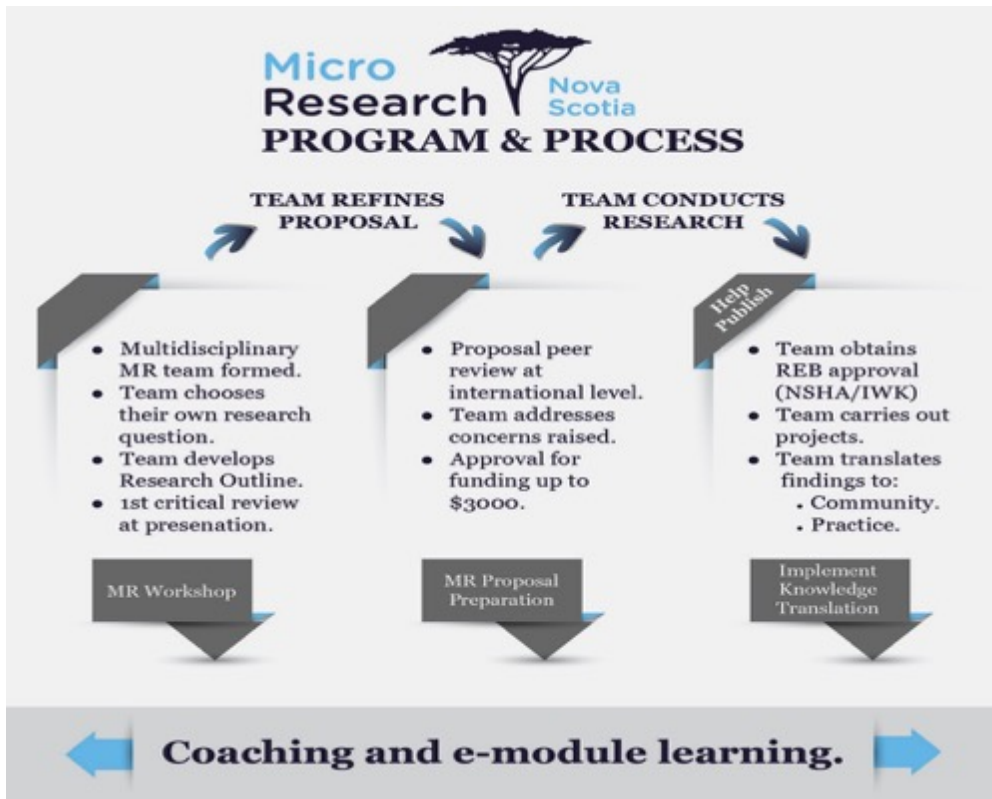 Micro
Research
Nova
Scotia
PROGRAM & PROCESS
TEAM REFINES
PROPOSAL
TEAM CONDUCTS
RESEARCH
• Multidisciplinary
MR team formed.
• Team chooses
their own research
question.
• Team develops
Research Outline.
• 1st critical review
at presenation.
MR Workshop
• Proposal peer
review at
international level.
• Team addresses
concerns raised.
• Approval for
funding up to
$3000.
MR Proposal
Preparation
Help
Publish
• Team obtains
REB approval
(NSHA/IWK)
• Team carries out
projects.
• Team translates
findings to:
• Community.
• Practice.
Implement
Knowledge
Translation
Coaching and e-module learning.